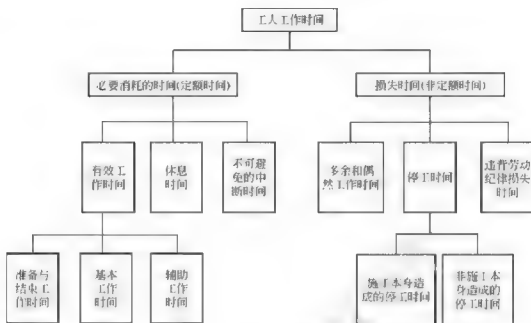 工人工作时间
必要消耗的时间(定额时间)
损失时间(非定额时间)
有效工
作时间
休息
时间
不可避
免的中
断时间
多余和偶
然工作时间
停工时间
违背劳动
纪律损失
时间
准备与
结束工
作时间
基本
工作
时间
辅助
工作
时间
施工本身造
成的停工时间
非施工本
身造成的
停工时间